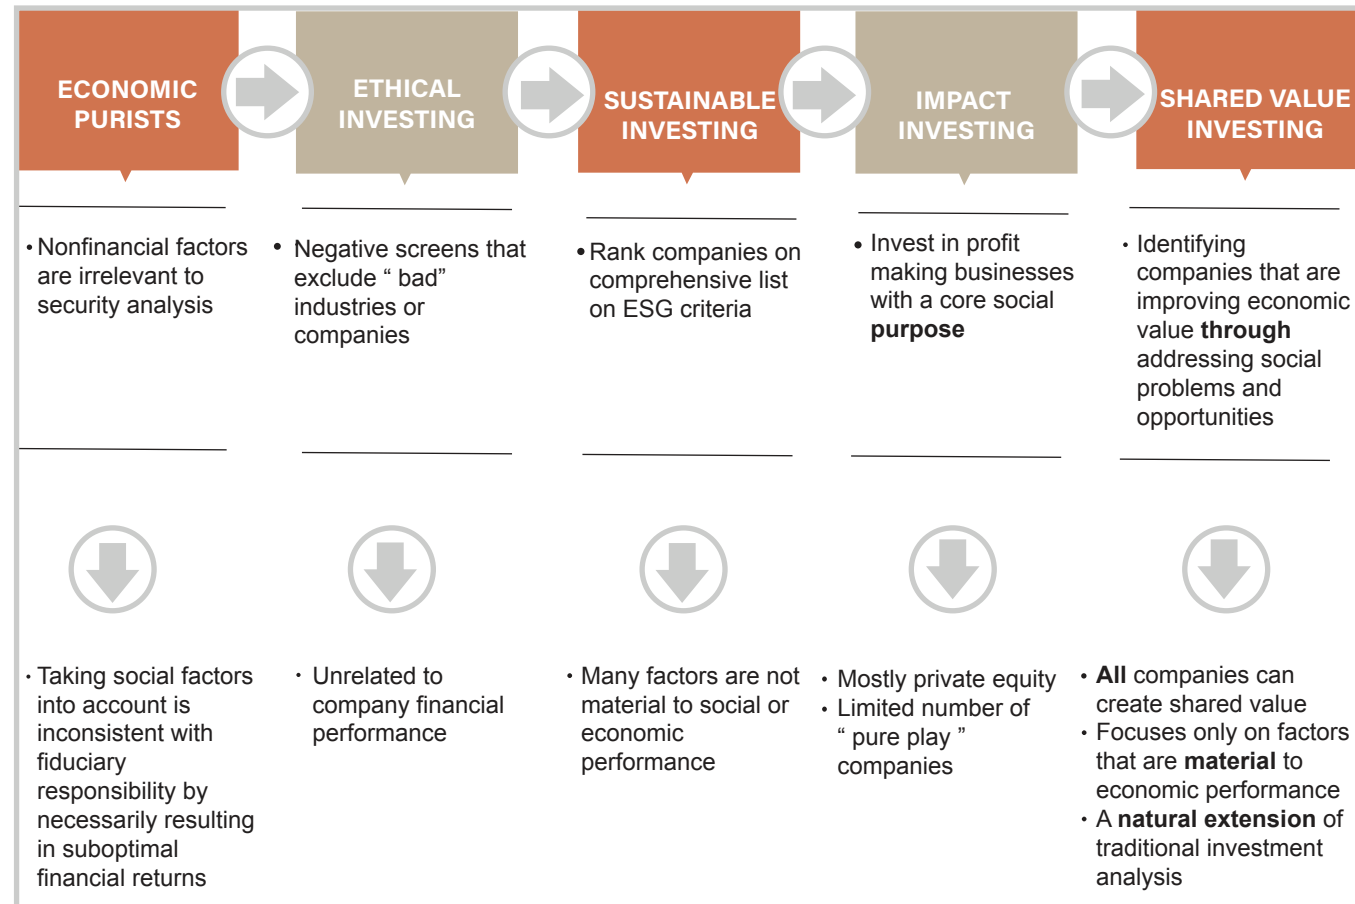 ECONOMIC
PURISTS
ETHICAL
INVESTING
SUSTAINABLE
INVESTING
IMPACT
INVESTING
SHARED VALUE
INVESTING
• Nonfinancial factors
are irrelevant to
security analysis
• Negative screens that
exclude “ bad”
industries or
companies
• Rank companies on
comprehensive list
on ESG criteria
• Invest in profit
making businesses
with a core social
purpose
• Identifying
companies that are
improving economic
value through
addressing social
problems and
opportunities
• Taking social factors
into account is
inconsistent with
fiduciary
responsibility by
necessarily resulting
in suboptimal
financial returns
• Unrelated to
company financial
performance
• Many factors are not
material to social or
economic
performance
• Mostly private equity
• Limited number of
“ pure play ”
companies
• All companies can
create shared value
• Focuses only on factors
that are material to
economic performance
• A natural extension of
traditional investment
analysis